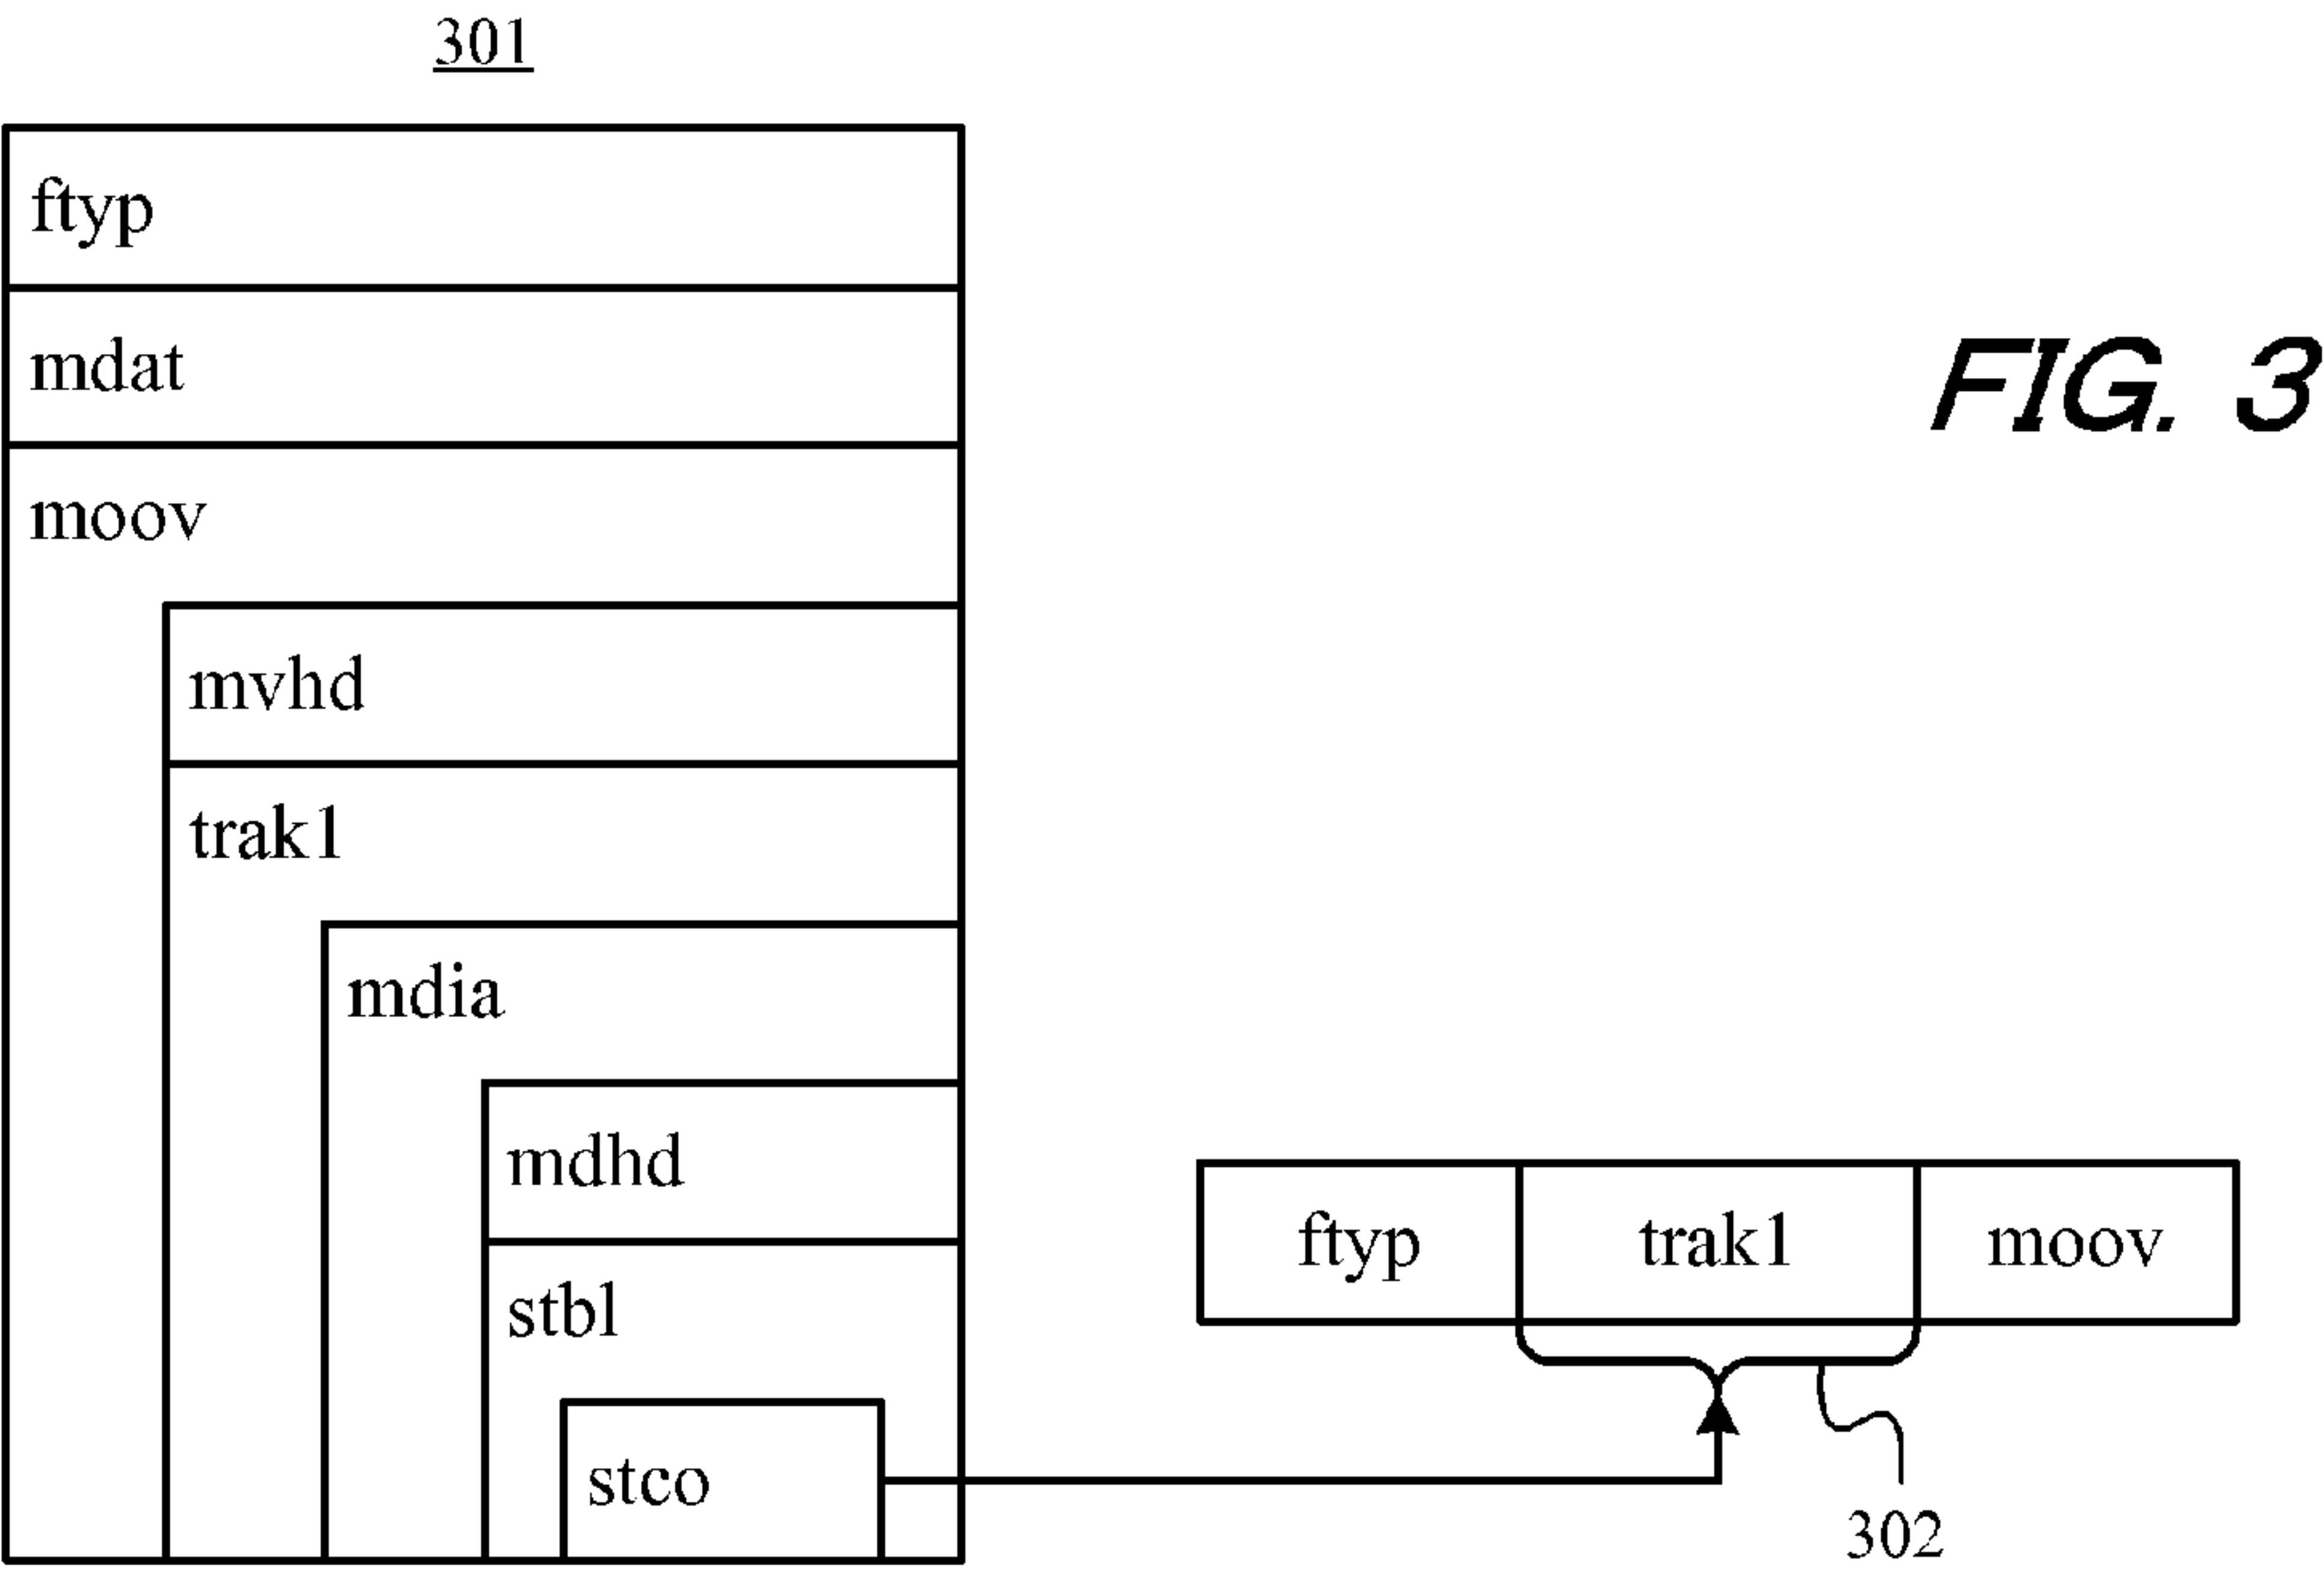 301
ftyp
mdat
FIG. 3
moov
mvhd
trak1
mdia
mdhd
ftyp trak1 moov
stbl
stco
302